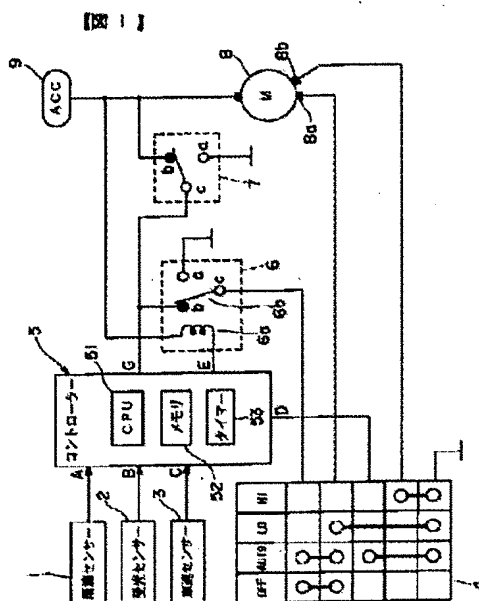 【図1】
9
ACC
8
M
8b
8a
b
a
c
7
6
a
b
c
6b
6a
5
コントローラー
51
CPU
メモリ
52
タイマー
53
A
B
C
D
E
G
1
雨滴センサー
2
受光センサー
3
車速センサー
OFF
AUTO
LO
HI